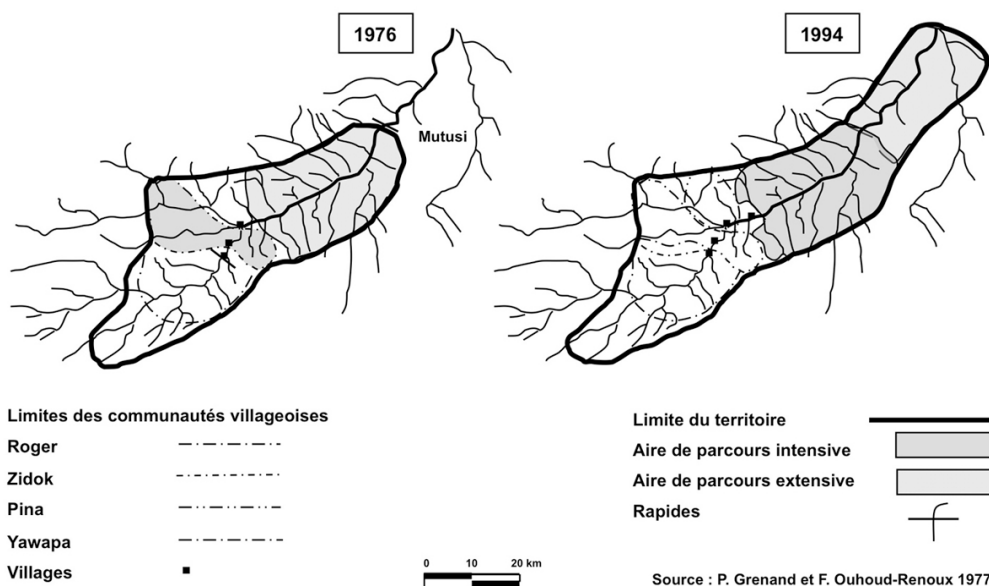 1976
1994
Mutusi
Limites des communautés villageoises
Roger
Zidok
Pina
Yawapa
Villages
0 10 20 km
Limite du territoire
Aire de parcours intensive
Aire de parcours extensive
Rapides
Source : P. Grenand et F. Ouhoud-Renoux 1977